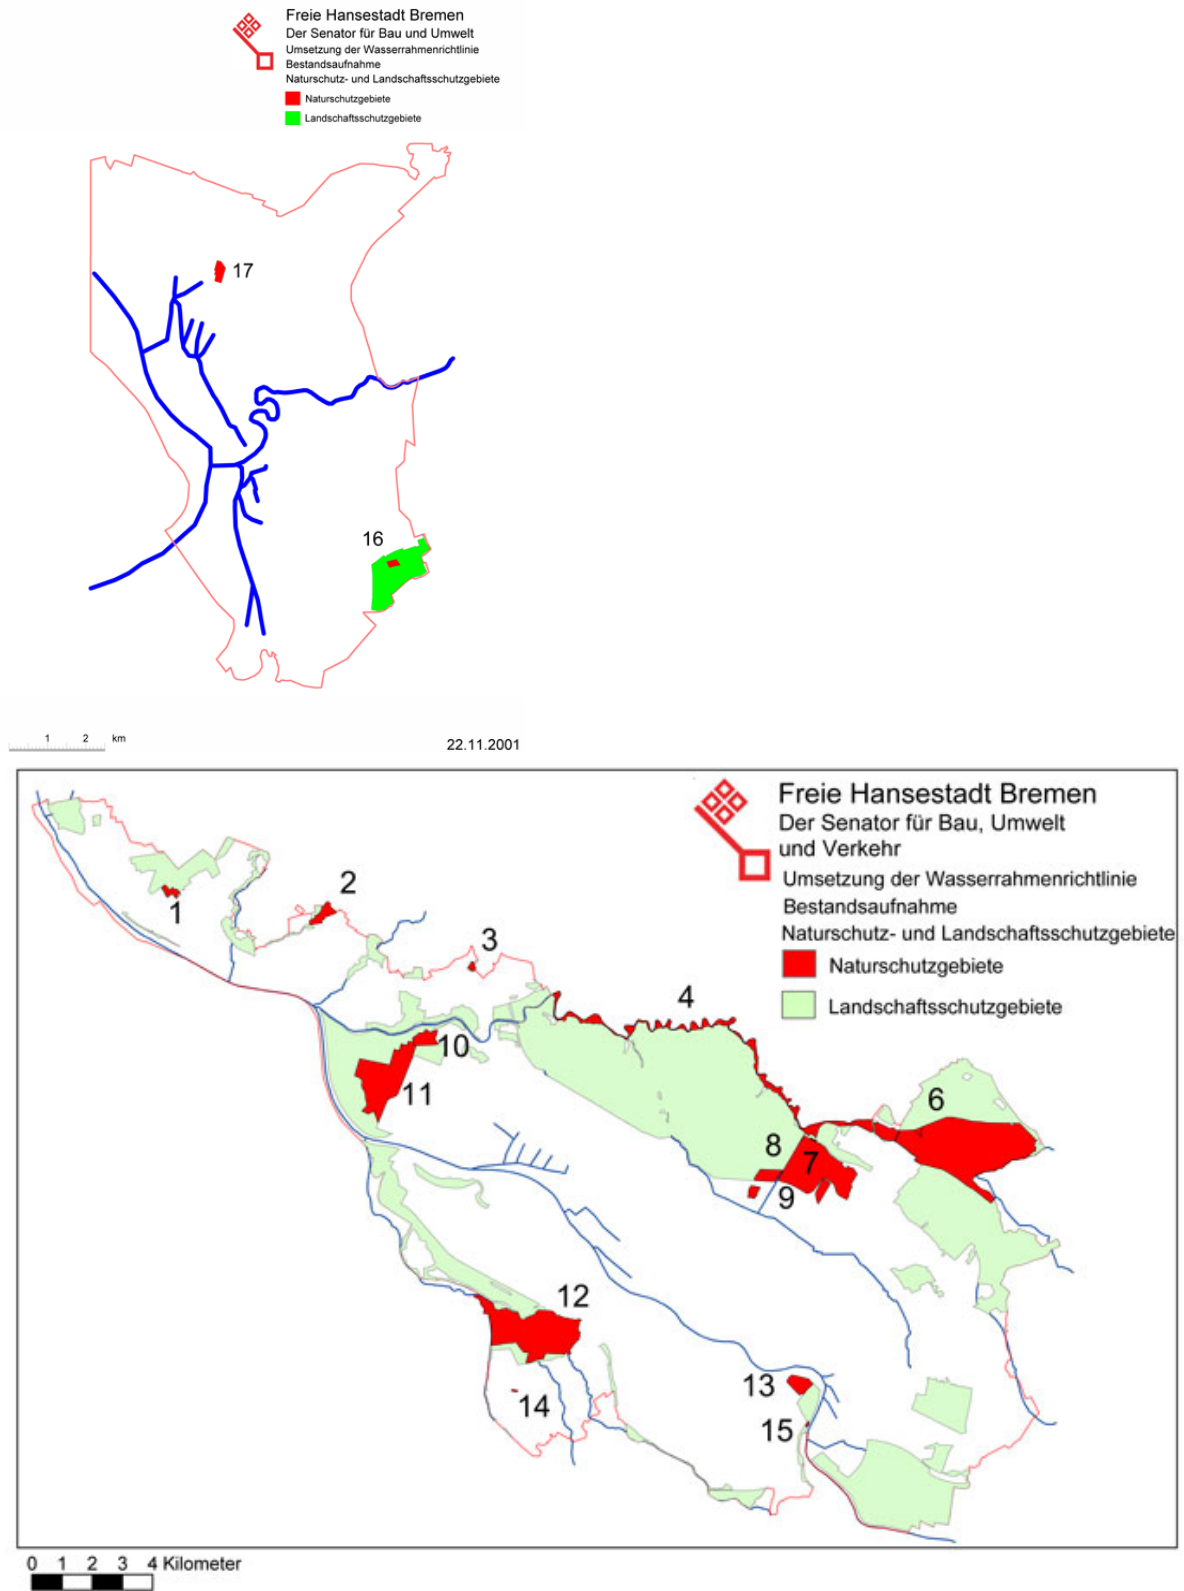 Freie Hansestadt Bremen
Der Senator für Bau und Umwelt
Umsetzung der Wasserrahmenrichtlinie
Bestandsaufnahme
Naturschutz- und Landschaftsschutzgebiete
Naturschutzgebiete
Landschaftsschutzgebiete
17
16
1 2 km
22.11.2001
Freie Hansestadt Bremen
Der Senator für Bau, Umwelt
und Verkehr
Umsetzung der Wasserrahmenrichtlinie
Bestandsaufnahme
Naturschutz- und Landschaftsschutzgebiete
Naturschutzgebiete
Landschaftsschutzgebiete
1
2
3
4
10
11
6
8
7
9
12
13
14
15
0 1 2 3 4 Kilometer